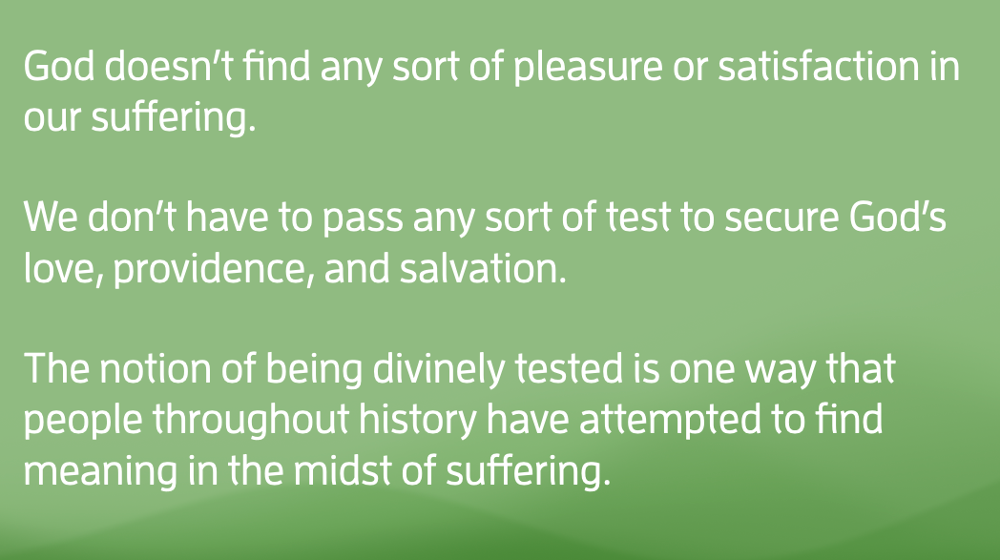 God doesn’t find any sort of pleasure or satisfaction in
our suffering.
We don’t have to pass any sort of test to secure God’s
love, providence, and salvation.
The notion of being divinely tested is one way that
people throughout history have attempted to find
meaning in the midst of suffering.